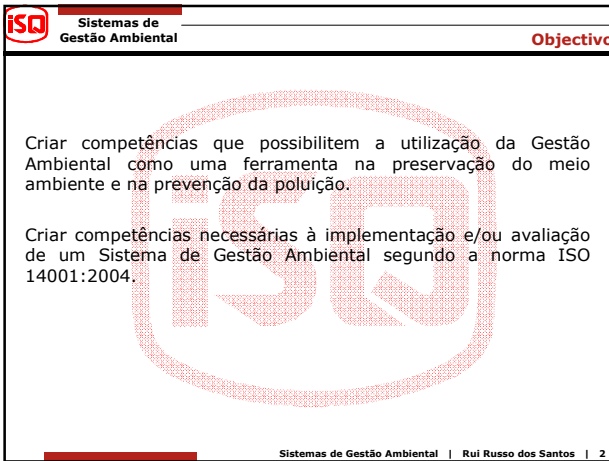 iSQ
Sistemas de
Gestão Ambiental
Objectivo
Criar competências que possibilitem a utilização da Gestão
Ambiental como uma ferramenta na preservação do meio
ambiente e na prevenção da poluição.
Criar competências necessárias à implementação e/ou avaliação
de um Sistema de Gestão Ambiental segundo a norma ISO
14001:2004.
iSQ
Sistemas de Gestão Ambiental | Rui Russo dos Santos | 2